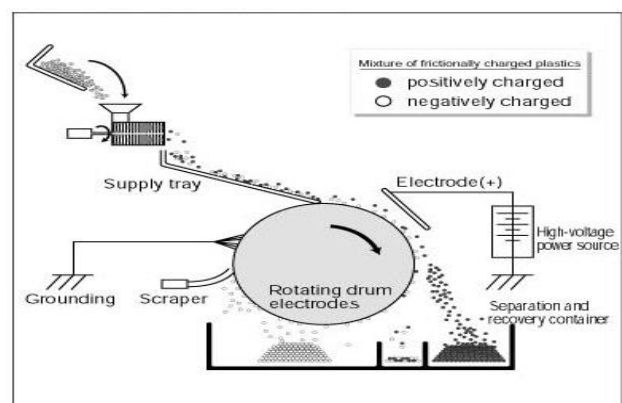 Mixture of frictionally charged plastics
positively charged
negatively charged
Supply tray
Electrode(+)
High-voltage
power source
Grounding
Scraper
Rotating drum
electrodes
Separation and
recovery container